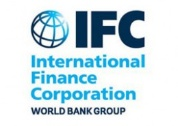 IFC
International
Finance
Corporation
WORLD BANK GROUP